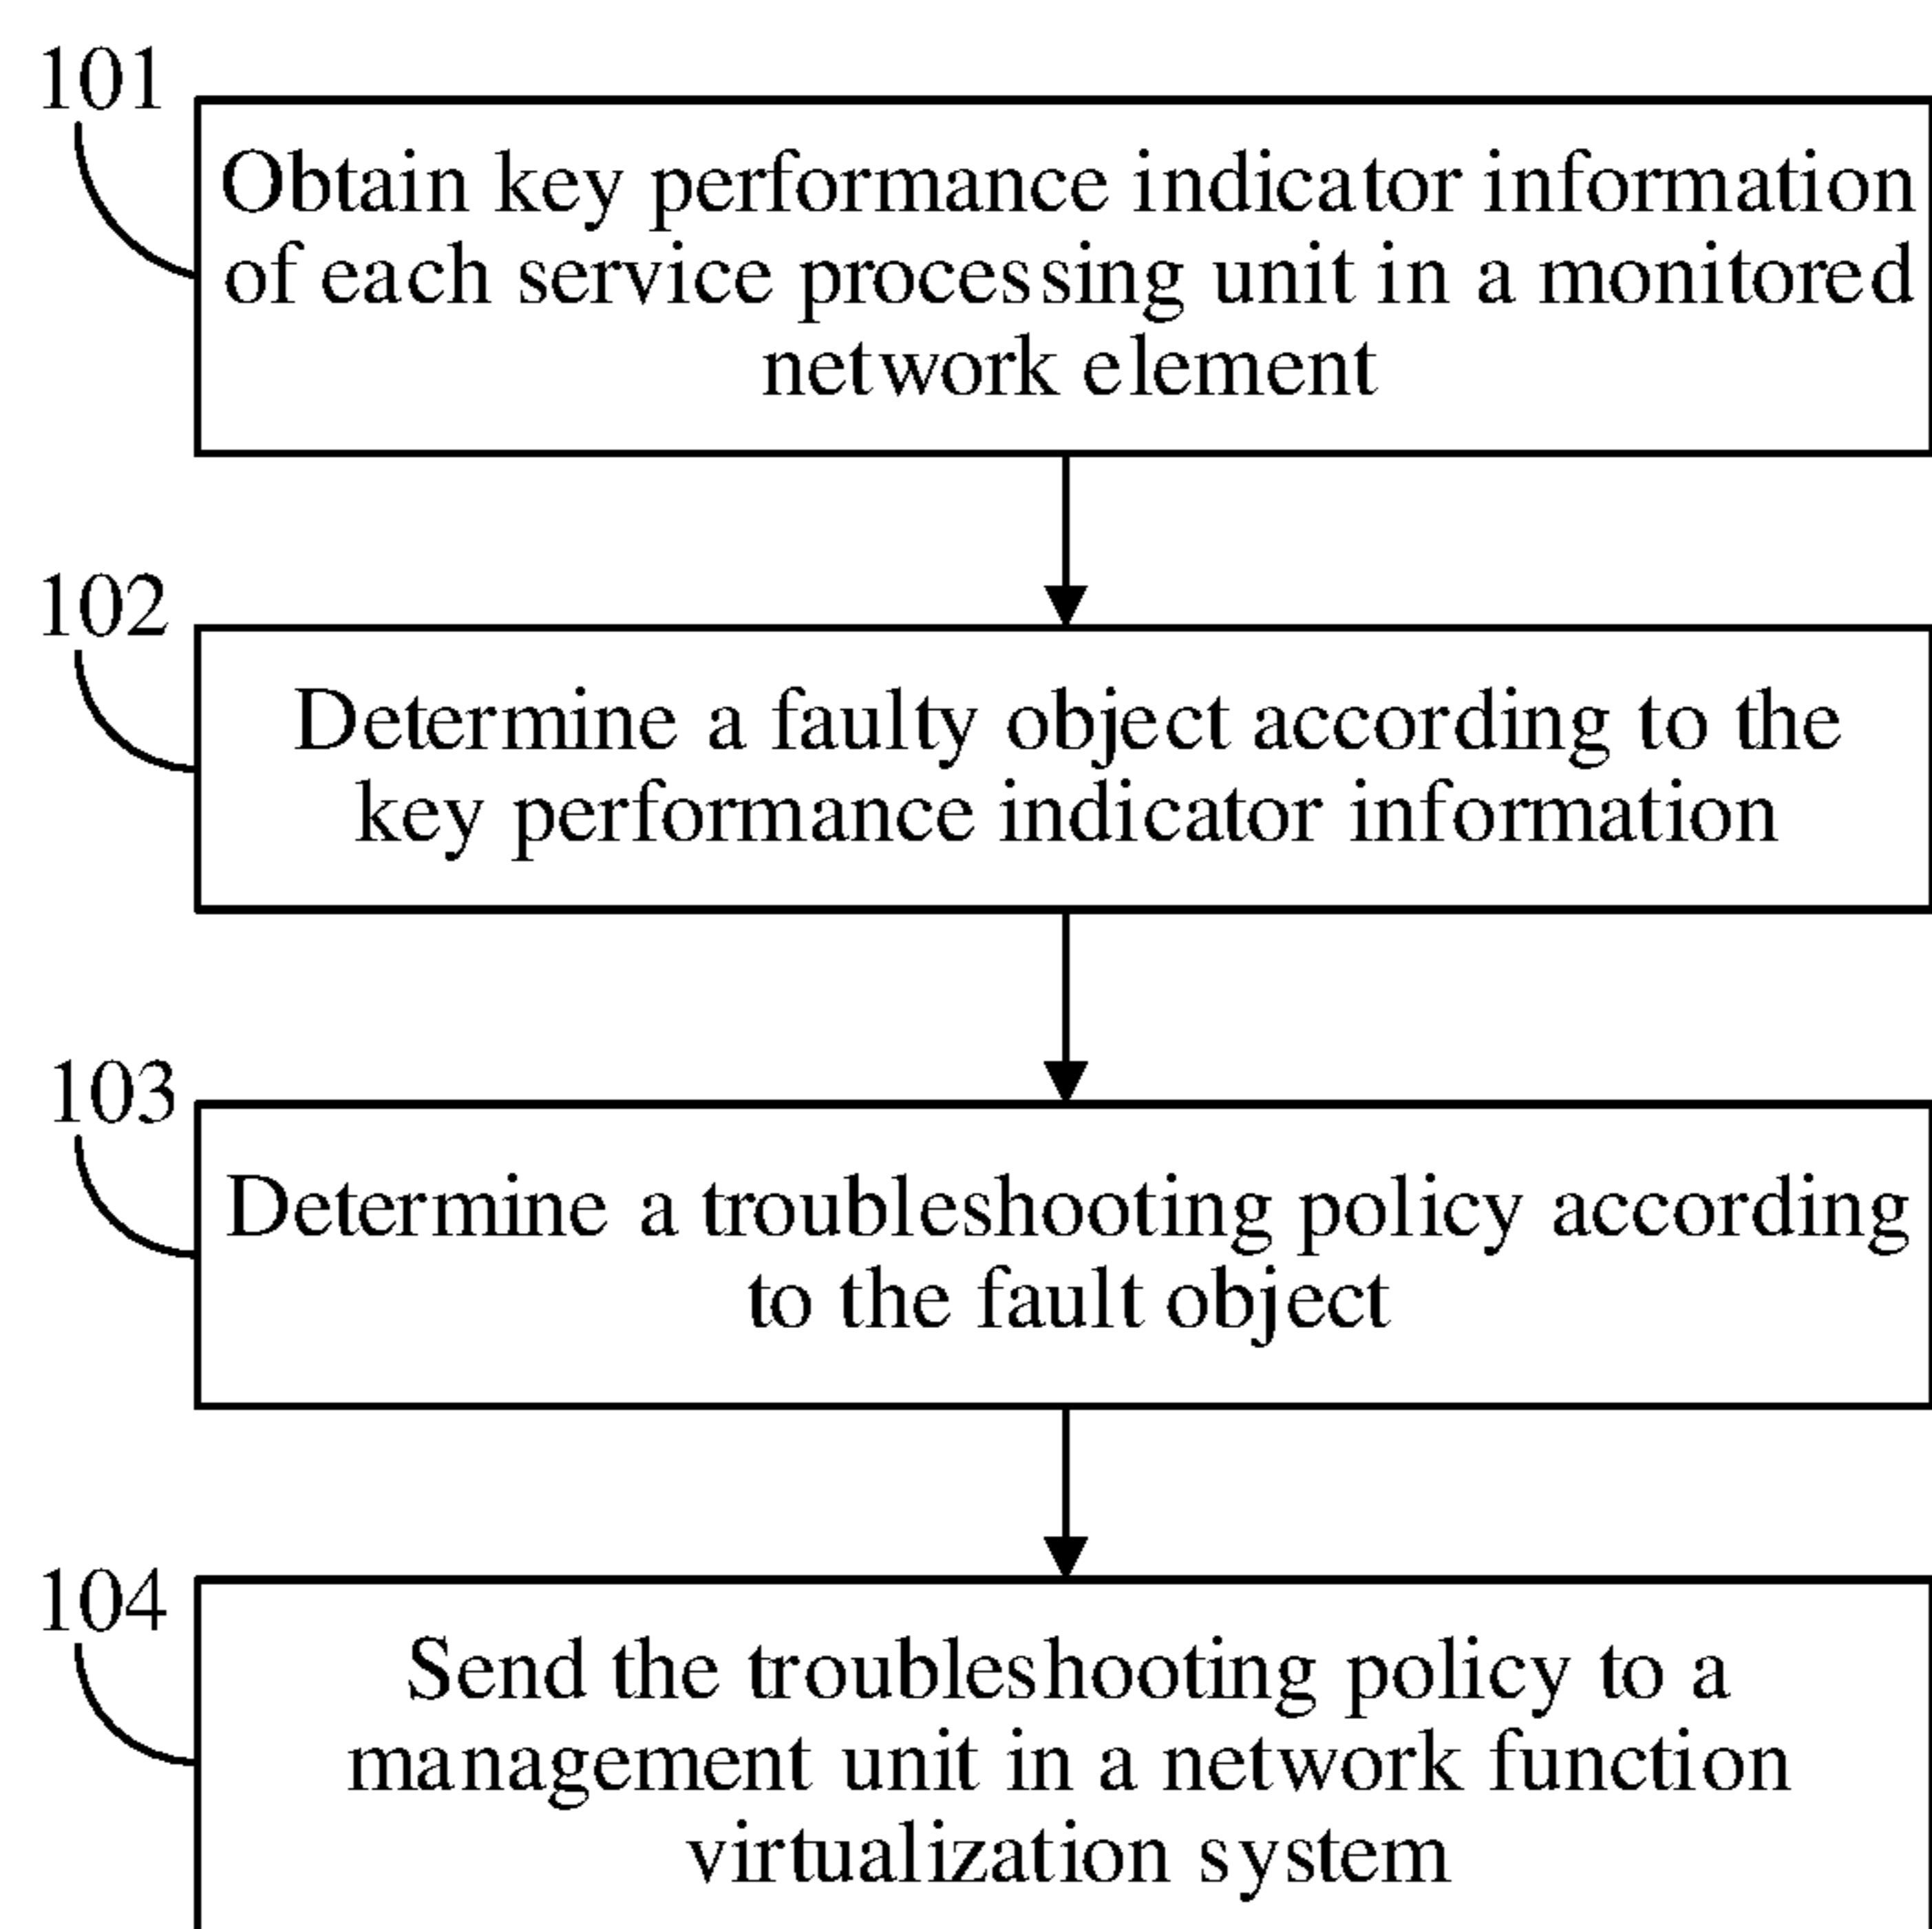 101
Obtain key performance indicator information
of each service processing unit in a monitored
network element
102
Determine a faulty object according to the
key performance indicator information
103
Determine a troubleshooting policy according
to the fault object
104
Send the troubleshooting policy to a
management unit in a network function
virtualization system